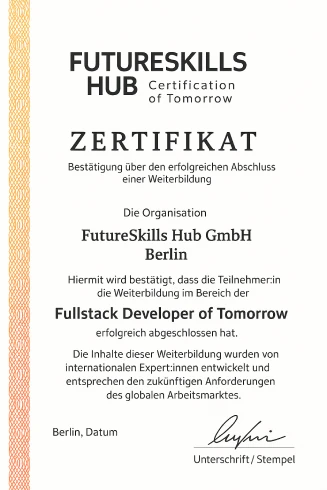 FUTURESKILLS
HUB Certification
of Tomorrow
ZERTIFIKAT
Bestätigung über den erfolgreichen Abschluss
einer Weiterbildung
Die Organisation
FutureSkills Hub GmbH
Berlin
Hiermit wird bestätigt, dass die Teilnehmer:in
die Weiterbildung im Bereich der
Fullstack Developer of Tomorrow
erfolgreich abgeschlossen hat.
Die Inhalte dieser Weiterbildung wurden von
internationalen Expert:innen entwickelt und
entsprechen den zukünftigen Anforderungen
des globalen Arbeitsmarktes.
Berlin, Datum
Unterschrift / Stempel